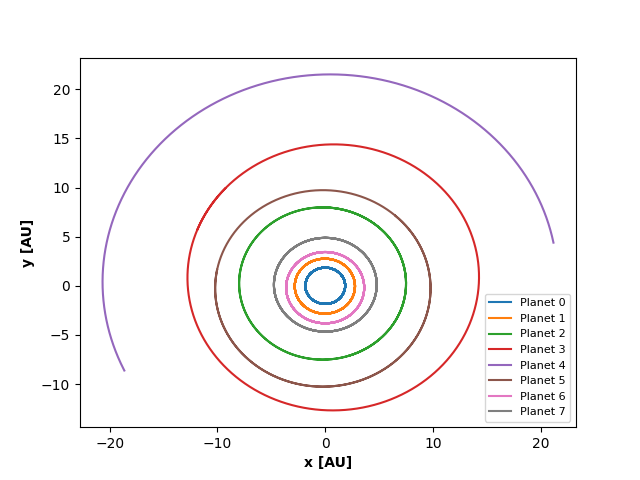 20
15
10
5
0
−5
−10
y [AU]
−20
−10
0
10
20
x [AU]
Planet 0
Planet 1
Planet 2
Planet 3
Planet 4
Planet 5
Planet 6
Planet 7